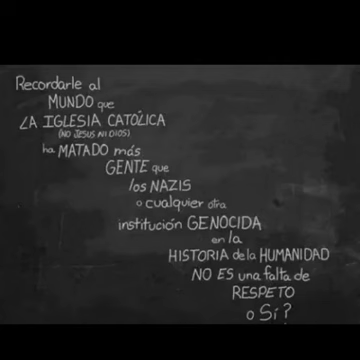 Recordarle al
MUNDO que
LA IGLESIA CATÓLICA
(NO JESUS NI DIOS)
ha MATADO más
GENTE que
los NAZIS
o cualquier otra
institución GENOCIDA
en la
HISTORIA de la HUMANIDAD
NO ES una falta de
RESPETO
o Sí?